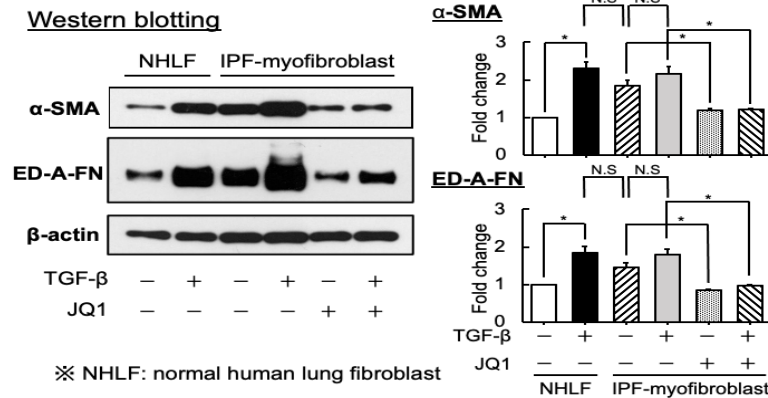 Western blotting
NHLF IPF-myofibroblast
α-SMA
ED-A-FN
β-actin
TGF-β − + − + − +
JQ1 − − − − + +
※ NHLF: normal human lung fibroblast
α-SMA
N.S N.S
* * *
Fold change
3
2
1
0
ED-A-FN
N.S N.S
* * *
Fold change
3
2
1
0
TGF-β − + − + − +
JQ1 − − − − + +
NHLF IPF-myofibroblast